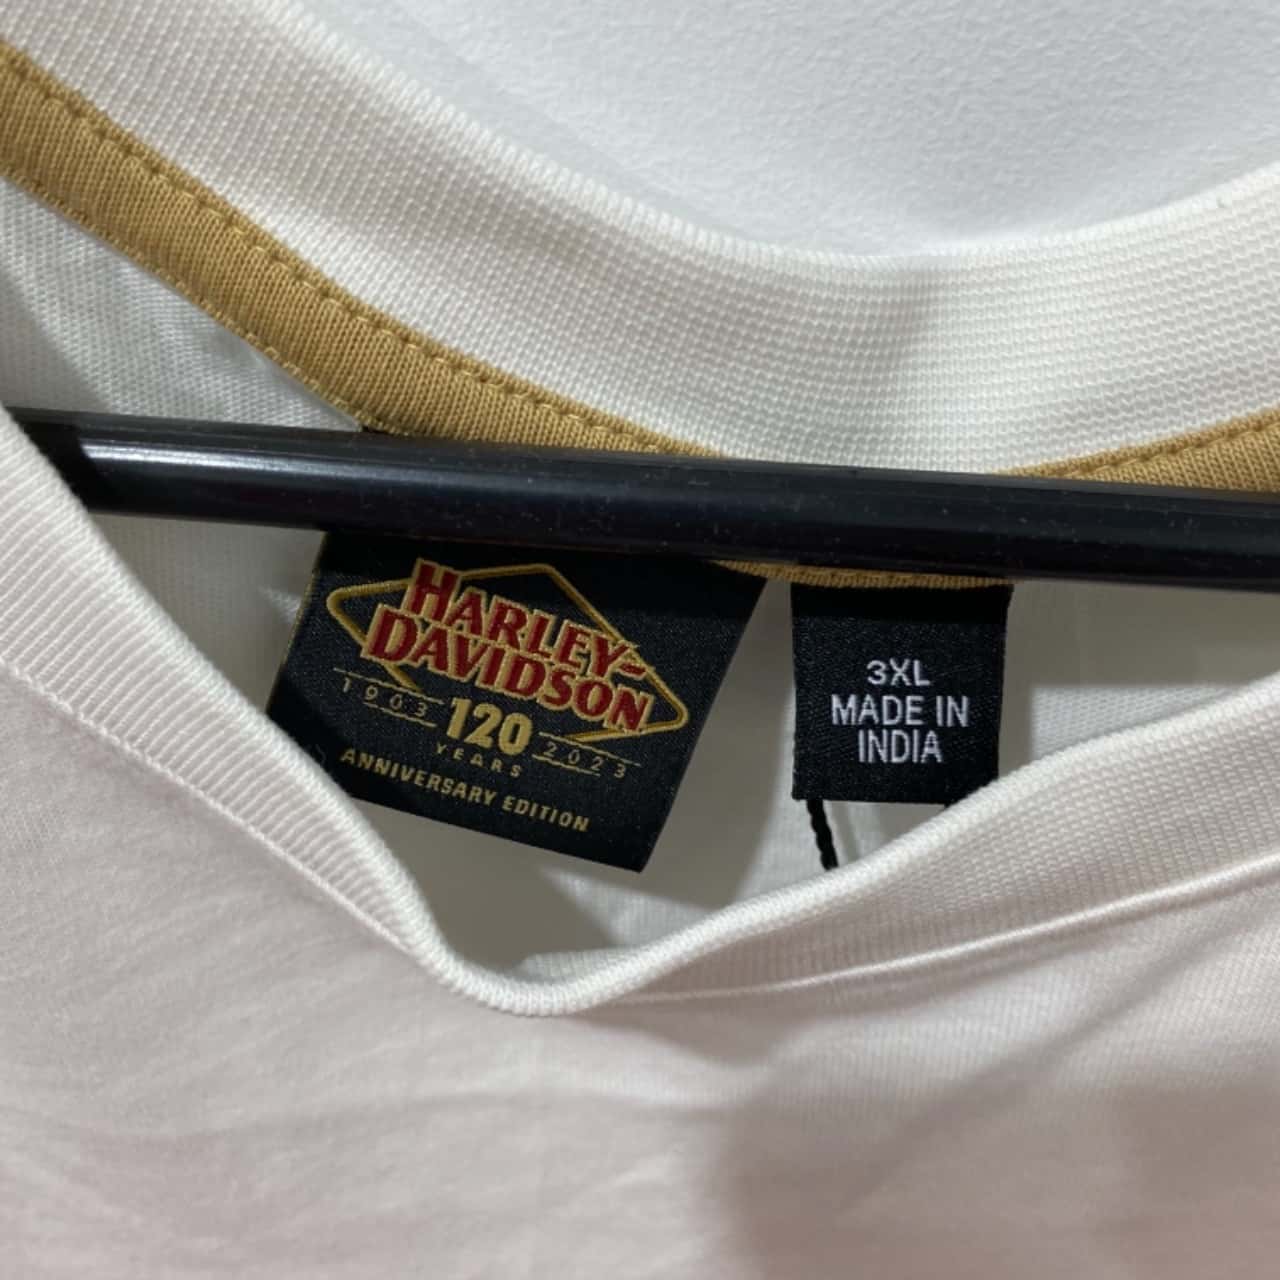 HARLEY-
DAVIDSON
1903 120 2023
YEARS
ANNIVERSARY EDITION
3XL
MADE IN
INDIA